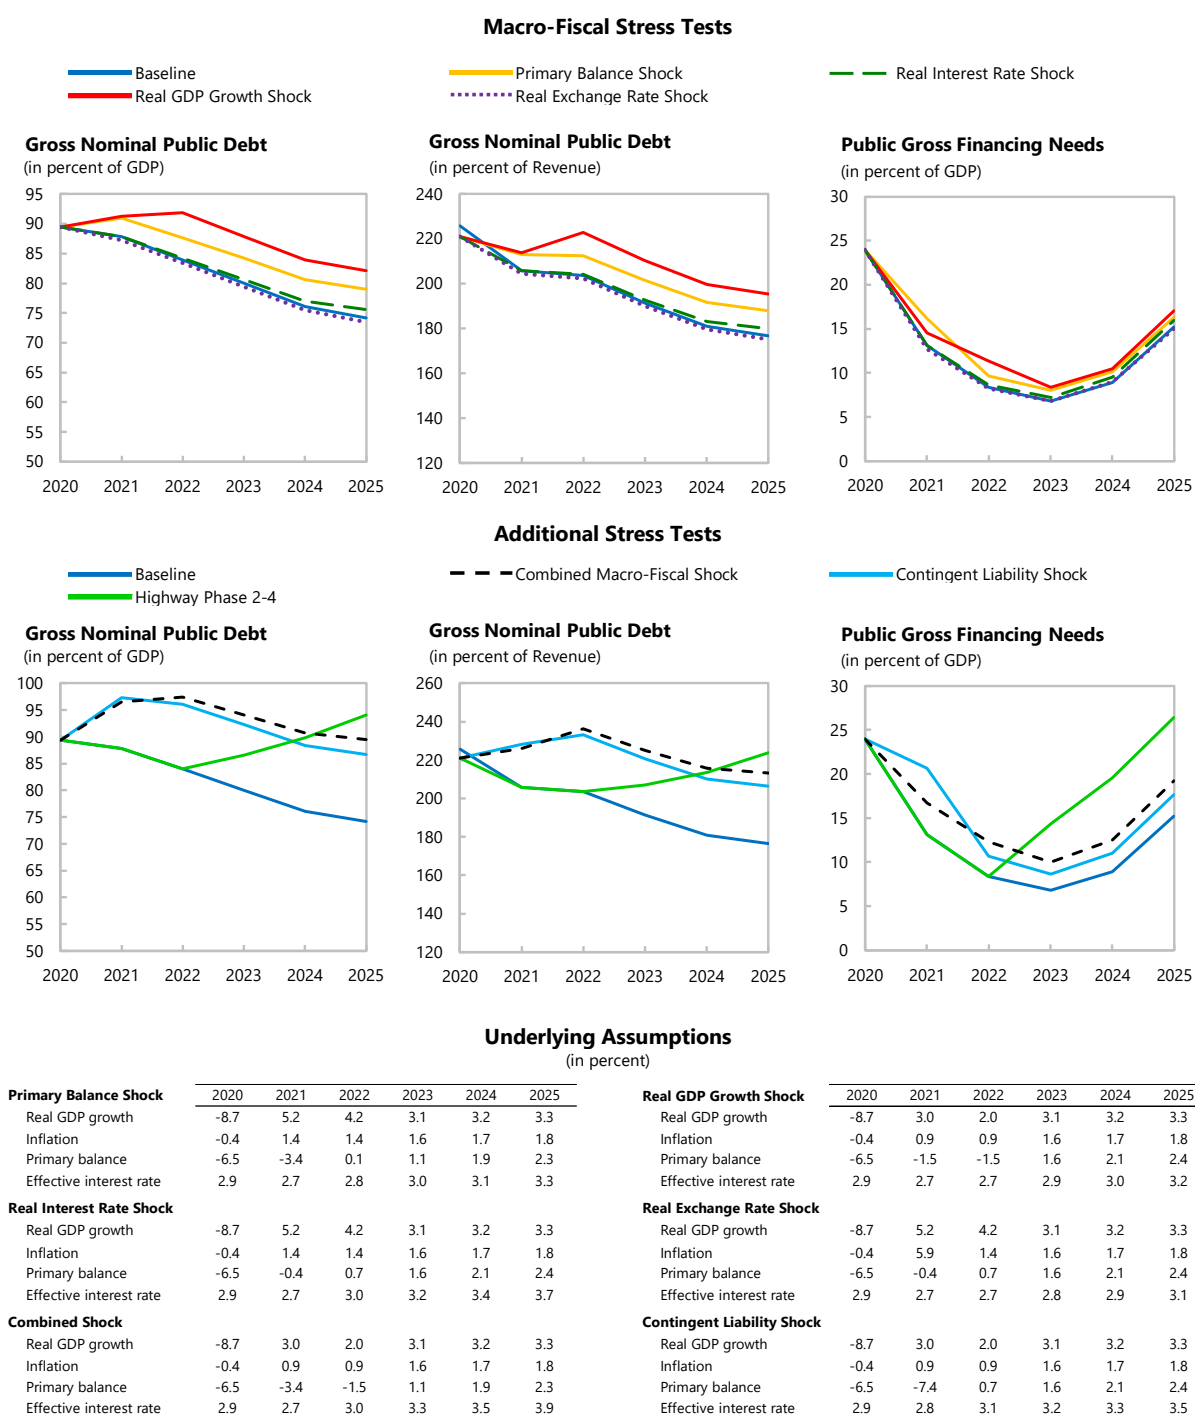 Macro-Fiscal Stress Tests
Baseline Primary Balance Shock Real Interest Rate Shock
Real GDP Growth Shock Real Exchange Rate Shock
Gross Nominal Public Debt
(in percent of GDP)
95
90
85
80
75
70
65
60
55
50
2020 2021 2022 2023 2024 2025
Gross Nominal Public Debt
(in percent of Revenue)
240
220
200
180
160
140
120
2020 2021 2022 2023 2024 2025
Public Gross Financing Needs
(in percent of GDP)
30
25
20
15
10
5
0
2020 2021 2022 2023 2024 2025
Additional Stress Tests
Baseline Combined Macro-Fiscal Shock Contingent Liability Shock
Highway Phase 2-4
Gross Nominal Public Debt
(in percent of GDP)
100
95
90
85
80
75
70
65
60
55
50
2020 2021 2022 2023 2024 2025
Gross Nominal Public Debt
(in percent of Revenue)
260
240
220
200
180
160
140
120
2020 2021 2022 2023 2024 2025
Public Gross Financing Needs
(in percent of GDP)
30
25
20
15
10
5
0
2020 2021 2022 2023 2024 2025
Underlying Assumptions
(in percent)
Primary Balance Shock 2020 2021 2022 2023 2024 2025
Real GDP growth -8.7 5.2 4.2 3.1 3.2 3.3
Inflation -0.4 1.4 1.4 1.6 1.7 1.8
Primary balance -6.5 -3.4 0.1 1.1 1.9 2.3
Effective interest rate 2.9 2.7 2.8 3.0 3.1 3.3
Real Interest Rate Shock
Real GDP growth -8.7 5.2 4.2 3.1 3.2 3.3
Inflation -0.4 1.4 1.4 1.6 1.7 1.8
Primary balance -6.5 -0.4 0.7 1.6 2.1 2.4
Effective interest rate 2.9 2.7 3.0 3.2 3.4 3.7
Combined Shock
Real GDP growth -8.7 3.0 2.0 3.1 3.2 3.3
Inflation -0.4 0.9 0.9 1.6 1.7 1.8
Primary balance -6.5 -3.4 -1.5 1.1 1.9 2.3
Effective interest rate 2.9 2.7 3.0 3.3 3.5 3.9
Real GDP Growth Shock 2020 2021 2022 2023 2024 2025
Real GDP growth -8.7 3.0 2.0 3.1 3.2 3.3
Inflation -0.4 0.9 0.9 1.6 1.7 1.8
Primary balance -6.5 -1.5 -1.5 1.6 2.1 2.4
Effective interest rate 2.9 2.7 2.7 2.9 3.0 3.2
Real Exchange Rate Shock
Real GDP growth -8.7 5.2 4.2 3.1 3.2 3.3
Inflation -0.4 5.9 1.4 1.6 1.7 1.8
Primary balance -6.5 -0.4 0.7 1.6 2.1 2.4
Effective interest rate 2.9 2.7 2.7 2.8 2.9 3.1
Contingent Liability Shock
Real GDP growth -8.7 3.0 2.0 3.1 3.2 3.3
Inflation -0.4 0.9 0.9 1.6 1.7 1.8
Primary balance -6.5 -7.4 0.7 1.6 2.1 2.4
Effective interest rate 2.9 2.8 3.1 3.2 3.3 3.5